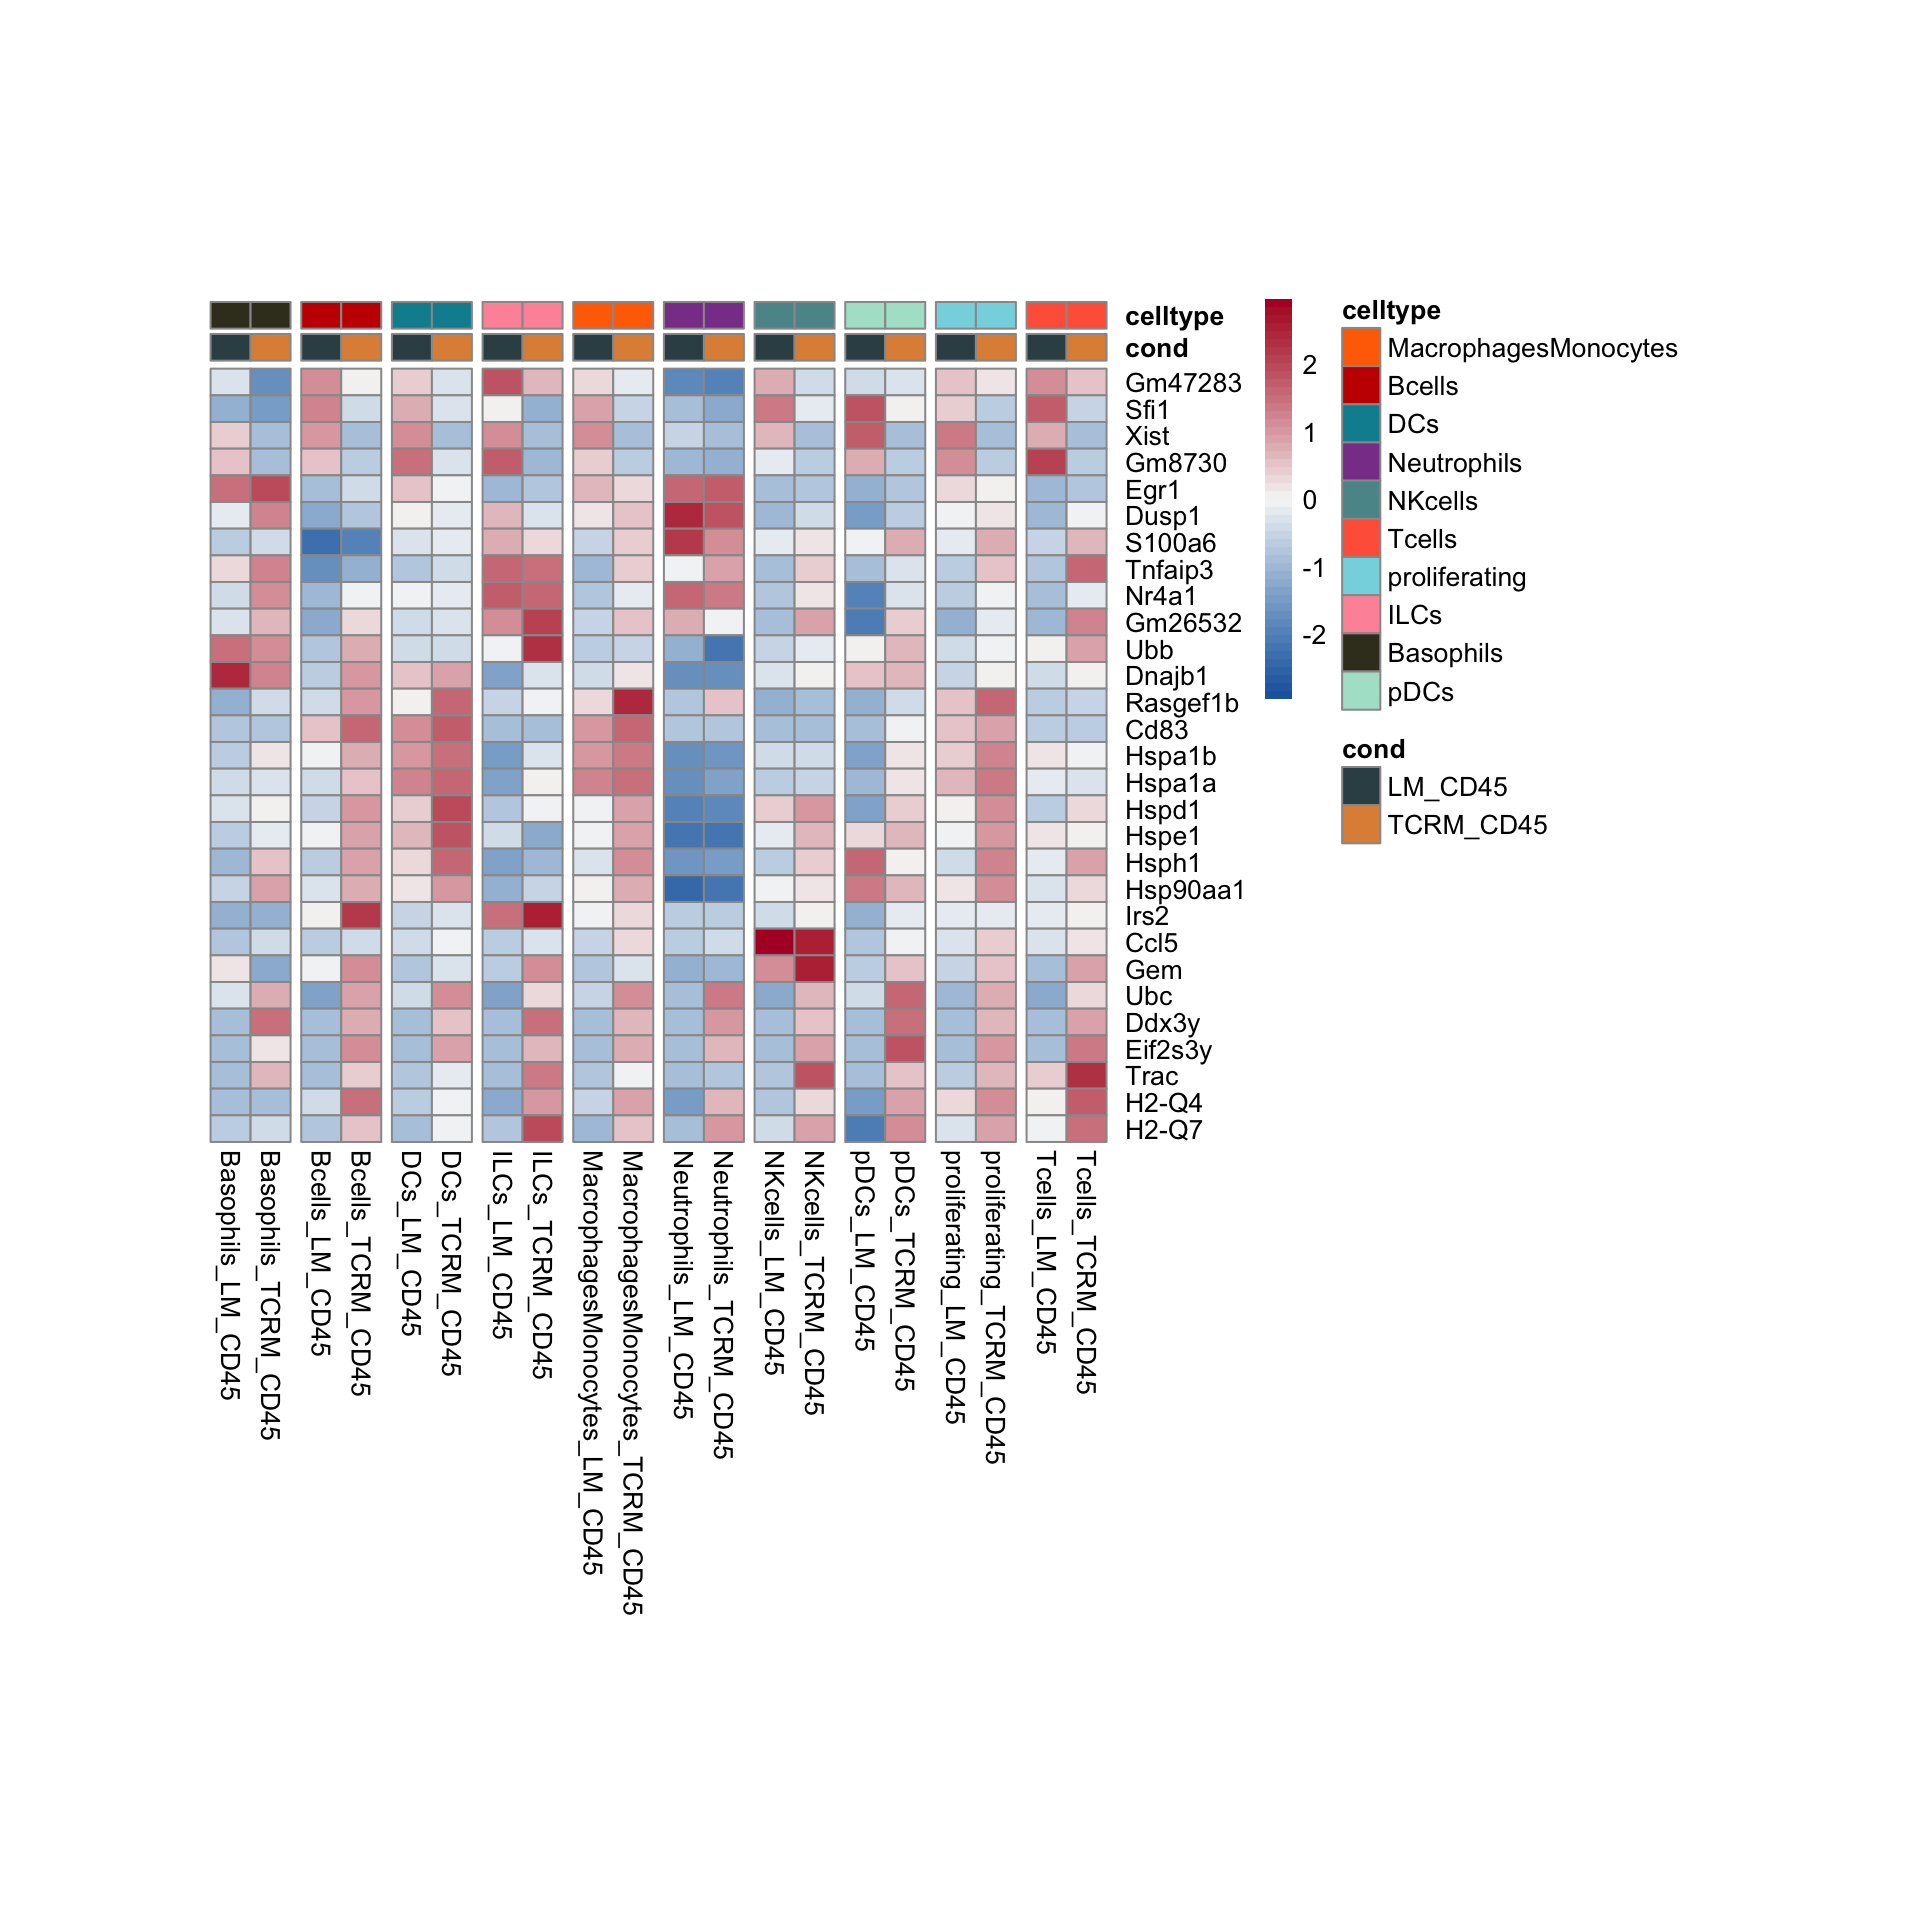 celltype
cond
Gm47283
Sfi1
Xist
Gm8730
Egr1
Dusp1
S100a6
Tnfaip3
Nr4a1
Gm26532
Ubb
Dnajb1
Rasgef1b
Cd83
Hspa1b
Hspa1a
Hspd1
Hspe1
Hsph1
Hsp90aa1
Irs2
Ccl5
Gem
Ubc
Ddx3y
Eif2s3y
Trac
H2-Q4
H2-Q7
Basophils_LM_CD45
Basophils_TCRM_CD45
Bcells_LM_CD45
Bcells_TCRM_CD45
DCs_LM_CD45
DCs_TCRM_CD45
ILCs_LM_CD45
ILCs_TCRM_CD45
MacrophagesMonocytes_LM_CD45
MacrophagesMonocytes_TCRM_CD45
Neutrophils_LM_CD45
Neutrophils_TCRM_CD45
NKcells_LM_CD45
NKcells_TCRM_CD45
pDCs_LM_CD45
pDCs_TCRM_CD45
proliferating_LM_CD45
proliferating_TCRM_CD45
Tcells_LM_CD45
Tcells_TCRM_CD45
2
1
0
-1
-2
celltype
MacrophagesMonocytes
Bcells
DCs
Neutrophils
NKcells
Tcells
proliferating
ILCs
Basophils
pDCs
cond
LM_CD45
TCRM_CD45